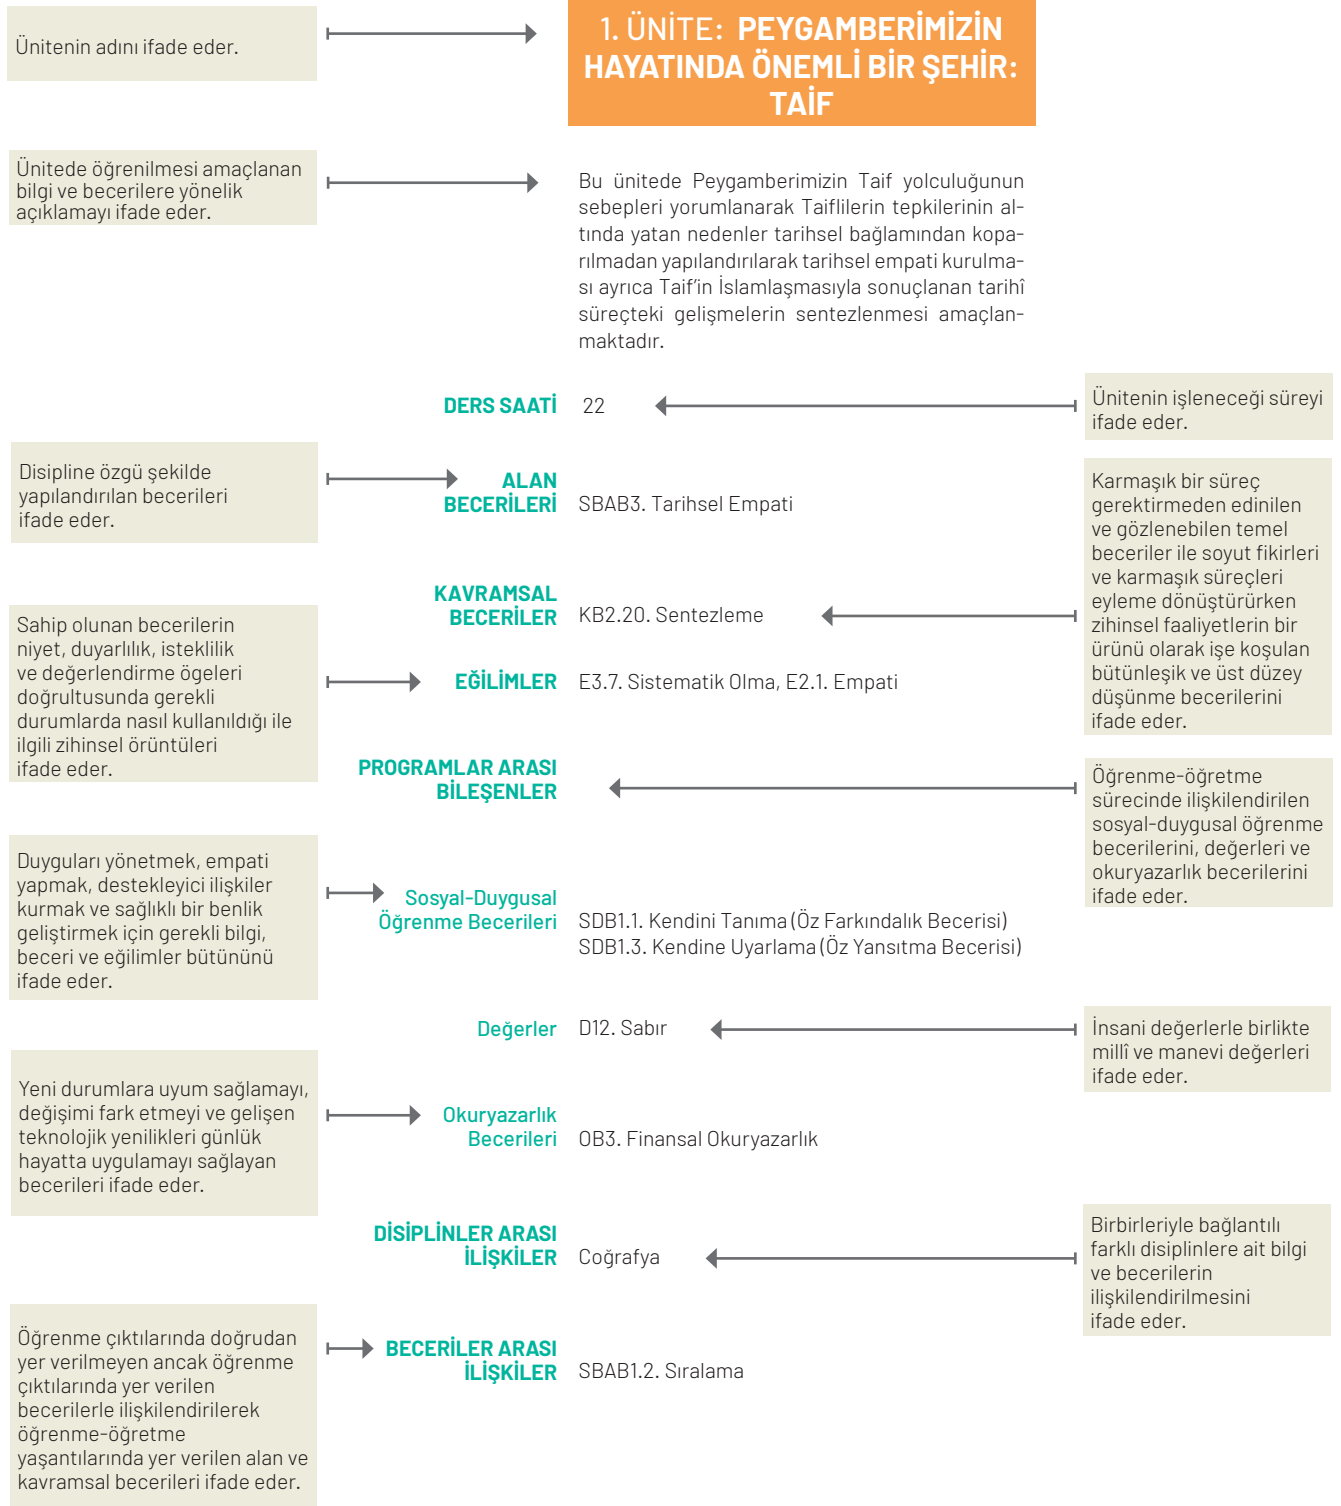 Ünitenin adını ifade eder.
1. ÜNİTE: PEYGAMBERİMİZİN
HAYATINDA ÖNEMLİ BİR ŞEHİR:
TAİF
Ünitede öğrenilmesi amaçlanan
bilgi ve becerilere yönelik
açıklamayı ifade eder.
Bu ünitede Peygamberimizin Taif yolculuğunun
sebepleri yorumlanarak Taiflilerin tepkilerinin al-
tında yatan nedenler tarihsel bağlamından kopa-
rılmadan yapılandırılarak tarihsel empati kurulma-
sı ayrıca Taif’in İslamlaşmasıyla sonuçlanan tarihî
süreçteki gelişmelerin sentezlenmesi amaçlan-
maktadır.
DERS SAATİ 22
Ünitenin işleneceği süreyi
ifade eder.
Disipline özgü şekilde
yapılandırılan becerileri
ifade eder.
ALAN
BECERİLERİ SBAB3. Tarihsel Empati
Karmaşık bir süreç
gerektirmeden edinilen
ve gözlenebilen temel
beceriler ile soyut fikirleri
ve karmaşık süreçleri
eyleme dönüştürürken
zihinsel faaliyetlerin bir
ürünü olarak işe koşulan
bütünleşik ve üst düzey
düşünme becerilerini
ifade eder.
KAVRAMSAL
BECERİLER KB2.20. Sentezleme
Sahip olunan becerilerin
niyet, duyarlılık, isteklilik
ve değerlendirme ögeleri
doğrultusunda gerekli
durumlarda nasıl kullanıldığı ile
ilgili zihinsel örüntüleri
ifade eder.
EĞİLİMLER E3.7. Sistematik Olma, E2.1. Empati
PROGRAMLAR ARASI
BİLEŞENLER
Öğrenme-öğretme
sürecinde ilişkilendirilen
sosyal-duygusal öğrenme
becerilerini, değerleri ve
okuryazarlık becerilerini
ifade eder.
Duyguları yönetmek, empati
yapmak, destekleyici ilişkiler
kurmak ve sağlıklı bir benlik
geliştirmek için gerekli bilgi,
beceri ve eğilimler bütününü
ifade eder.
Sosyal-Duygusal
Öğrenme Becerileri SDB1.1. Kendini Tanıma (Öz Farkındalık Becerisi)
SDB1.3. Kendine Uyarlama (Öz Yansıtma Becerisi)
Değerler D12. Sabır
İnsani değerlerle birlikte
millî ve manevi değerleri
ifade eder.
Yeni durumlara uyum sağlamayı,
değişimi fark etmeyi ve gelişen
teknolojik yenilikleri günlük
hayatta uygulamayı sağlayan
becerileri ifade eder.
Okuryazarlık
Becerileri OB3. Finansal Okuryazarlık
DİSİPLİNLER ARASI
İLİŞKİLER Coğrafya
Birbirleriyle bağlantılı
farklı disiplinlere ait bilgi
ve becerilerin
ilişkilendirilmesini
ifade eder.
Öğrenme çıktılarında doğrudan
yer verilmeyen ancak öğrenme
çıktılarında yer verilen
becerilerle ilişkilendirilerek
öğrenme-öğretme
yaşantılarında yer verilen alan ve
kavramsal becerileri ifade eder.
BECERİLER ARASI
İLİŞKİLER SBAB1.2. Sıralama